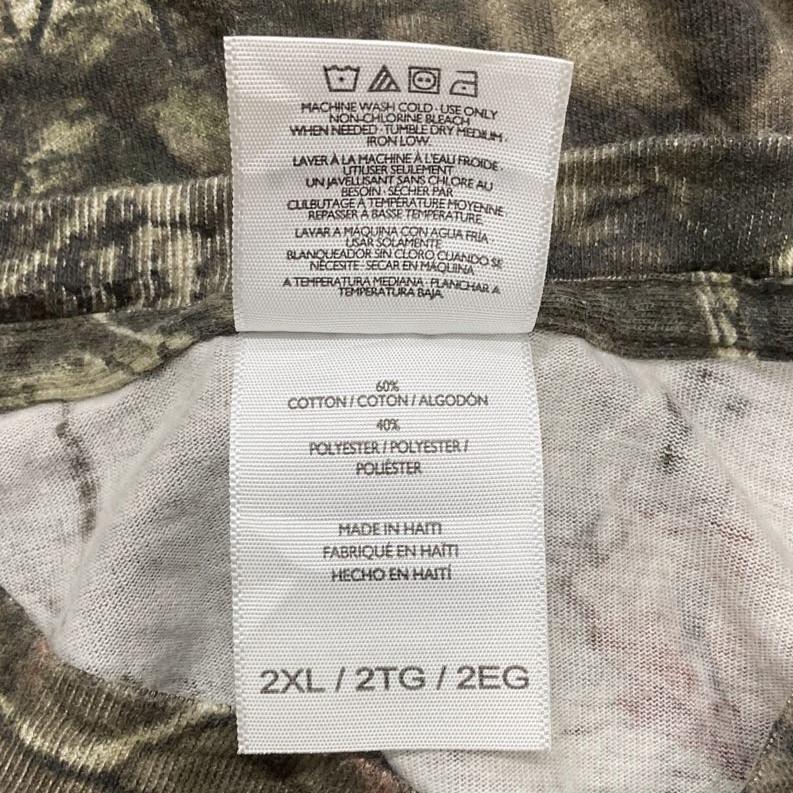 MACHINE WASH COLD · USE ONLY
NON-CHLORINE BLEACH
WHEN NEEDED · TUMBLE DRY MEDIUM ·
IRON LOW.
LAVER À LA MACHINE À L'EAU FROIDE ·
UTILISER SEULEMENT
UN JAVELLISANT SANS CHLORE AU
BESOIN · SÉCHER PAR
CULBUTAGE À TEMPÉRATURE MOYENNE
REPASSER À BASSE TEMPÉRATURE
LAVAR A MÁQUINA CON AGUA FRÍA ·
USAR SOLAMENTE
BLANQUEADOR SIN CLORO CUANDO SE
NECESITE · SECAR EN MÁQUINA
A TEMPERATURA MEDIANA · PLANCHAR A
TEMPERATURA BAJA
60%
COTTON / COTON / ALGODÓN
40%
POLYESTER / POLYESTER /
POLIÉSTER
MADE IN HAITI
FABRIQUÉ EN HAÏTI
HECHO EN HAITÍ
2XL / 2TG / 2EG